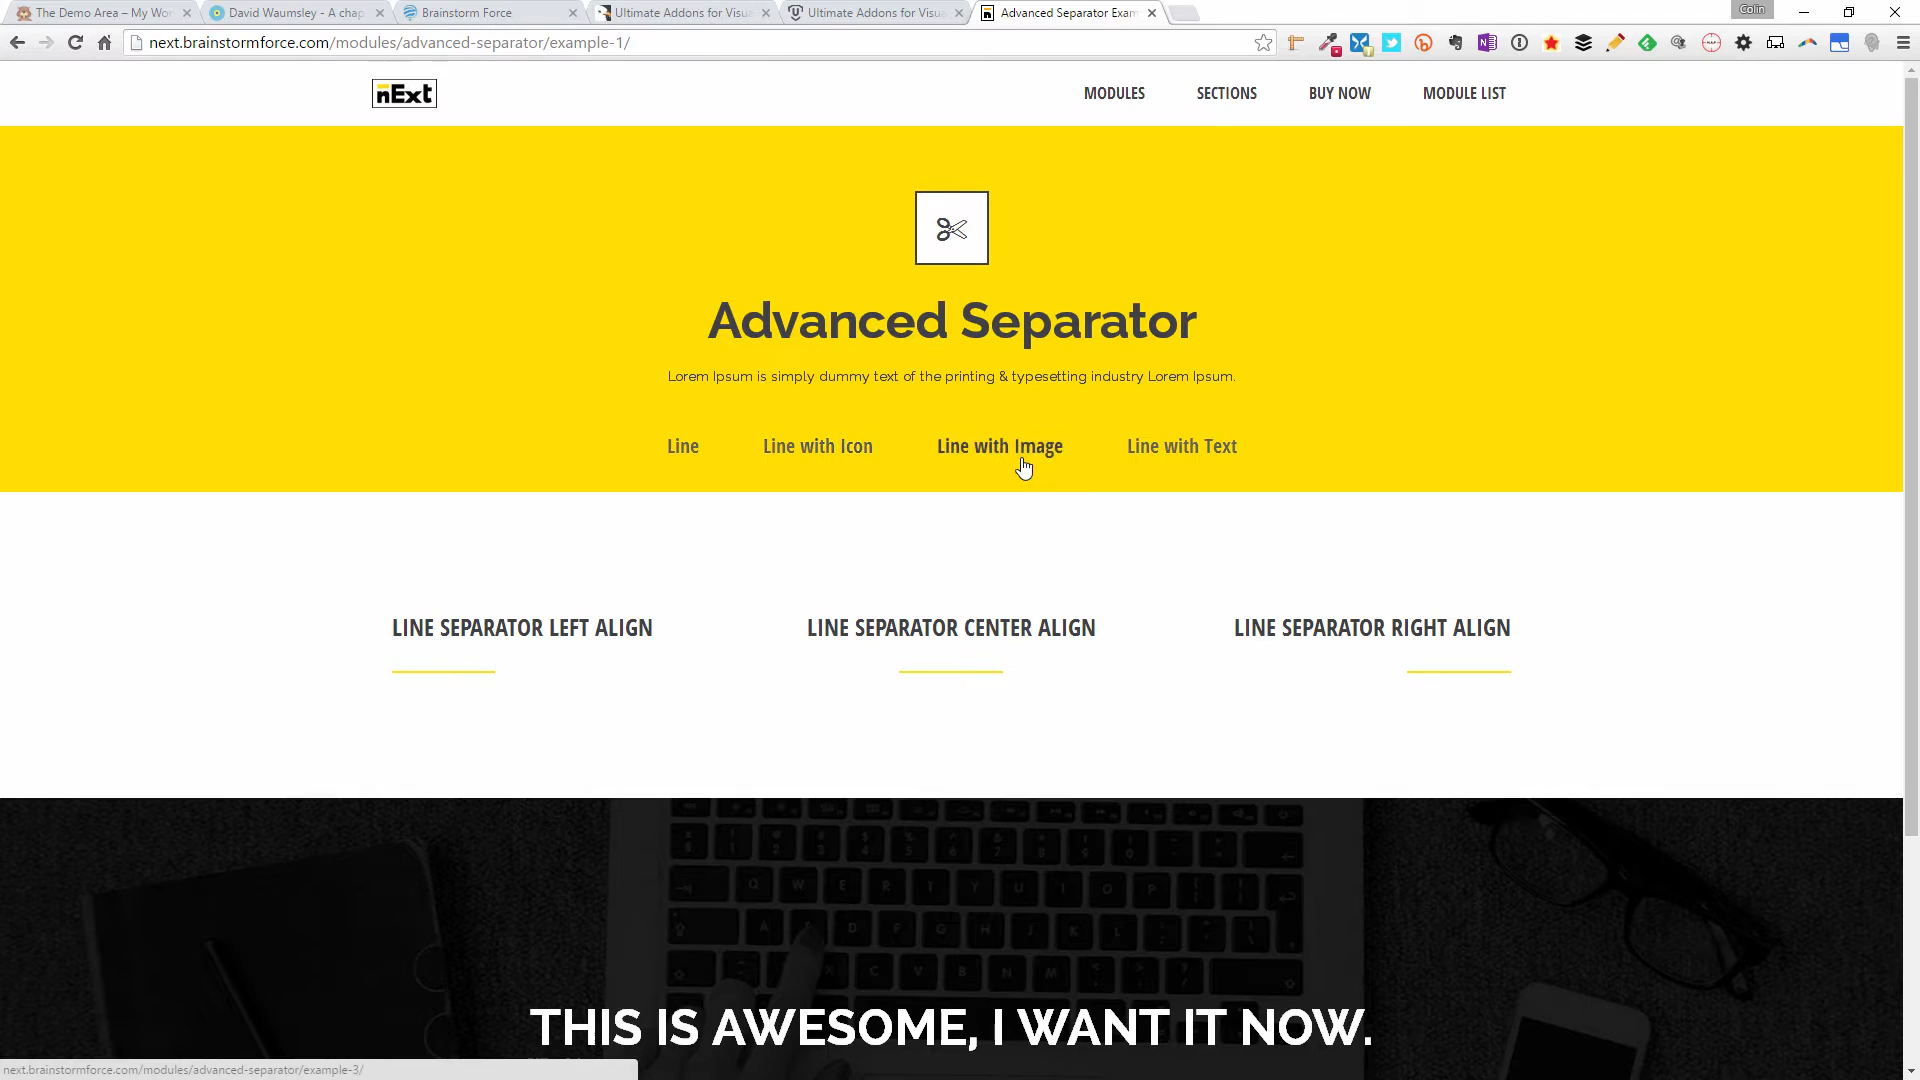 The Demo Area – My Wor
David Waumsley - A chap
Brainstorm Force
Ultimate Addons for Visua
Ultimate Addons for Visua
Advanced Separator Exam
Colin
next.brainstormforce.com/modules/advanced-separator/example-1/
nExt
MODULES
SECTIONS
BUY NOW
MODULE LIST
Advanced Separator
Lorem Ipsum is simply dummy text of the printing & typesetting industry Lorem Ipsum.
Line
Line with Icon
Line with Image
Line with Text
LINE SEPARATOR LEFT ALIGN
LINE SEPARATOR CENTER ALIGN
LINE SEPARATOR RIGHT ALIGN
THIS IS AWESOME, I WANT IT NOW.
next.brainstormforce.com/modules/advanced-separator/example-3/